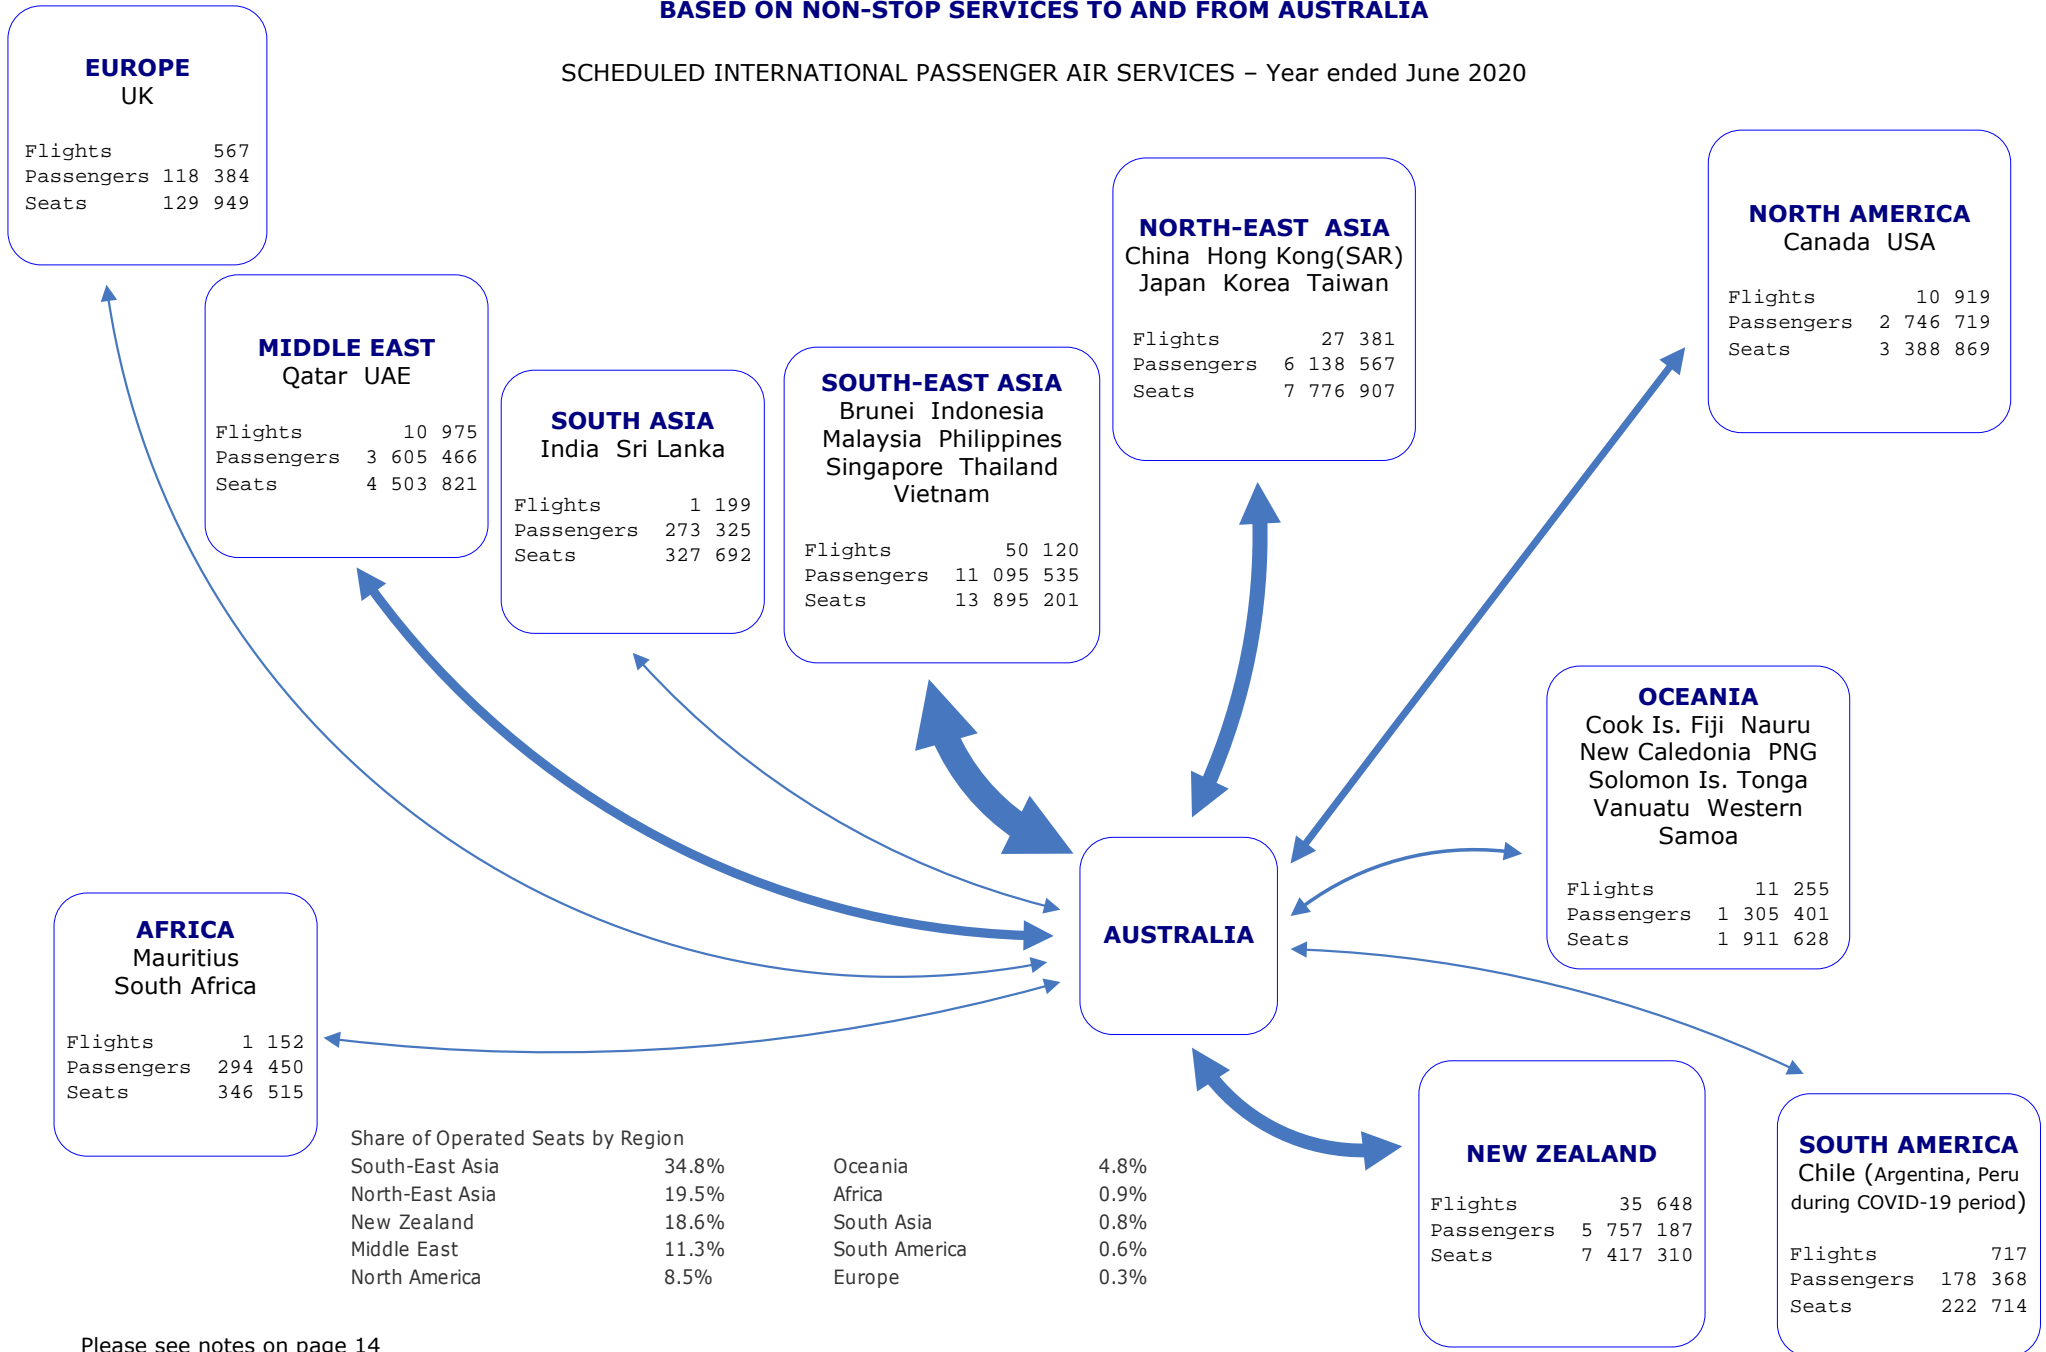 BASED ON NON-STOP SERVICES TO AND FROM AUSTRALIA
SCHEDULED INTERNATIONAL PASSENGER AIR SERVICES – Year ended June 2020
EUROPE
UK
Flights 567
Passengers 118 384
Seats 129 949
MIDDLE EAST
Qatar UAE
Flights 10 975
Passengers 3 605 466
Seats 4 503 821
SOUTH ASIA
India Sri Lanka
Flights 1 199
Passengers 273 325
Seats 327 692
SOUTH-EAST ASIA
Brunei Indonesia
Malaysia Philippines
Singapore Thailand
Vietnam
Flights 50 120
Passengers 11 095 535
Seats 13 895 201
NORTH-EAST ASIA
China Hong Kong(SAR)
Japan Korea Taiwan
Flights 27 381
Passengers 6 138 567
Seats 7 776 907
NORTH AMERICA
Canada USA
Flights 10 919
Passengers 2 746 719
Seats 3 388 869
OCEANIA
Cook Is. Fiji Nauru
New Caledonia PNG
Solomon Is. Tonga
Vanuatu Western
Samoa
Flights 11 255
Passengers 1 305 401
Seats 1 911 628
AUSTRALIA
AFRICA
Mauritius
South Africa
Flights 1 152
Passengers 294 450
Seats 346 515
NEW ZEALAND
Flights 35 648
Passengers 5 757 187
Seats 7 417 310
SOUTH AMERICA
Chile (Argentina, Peru
during COVID-19 period)
Flights 717
Passengers 178 368
Seats 222 714
Share of Operated Seats by Region
South-East Asia 34.8% Oceania 4.8%
North-East Asia 19.5% Africa 0.9%
New Zealand 18.6% South Asia 0.8%
Middle East 11.3% South America 0.6%
North America 8.5% Europe 0.3%
Please see notes on page 14